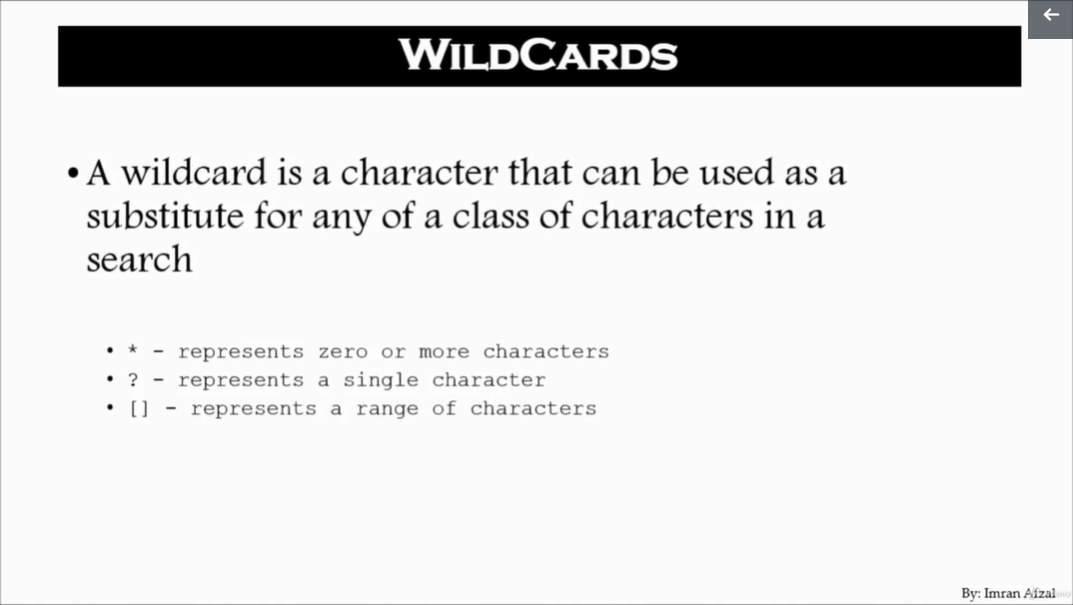 WILDCARDS
• A wildcard is a character that can be used as a
substitute for any of a class of characters in a
search
• * - represents zero or more characters
• ? - represents a single character
• [] - represents a range of characters
By: Imran Afzal